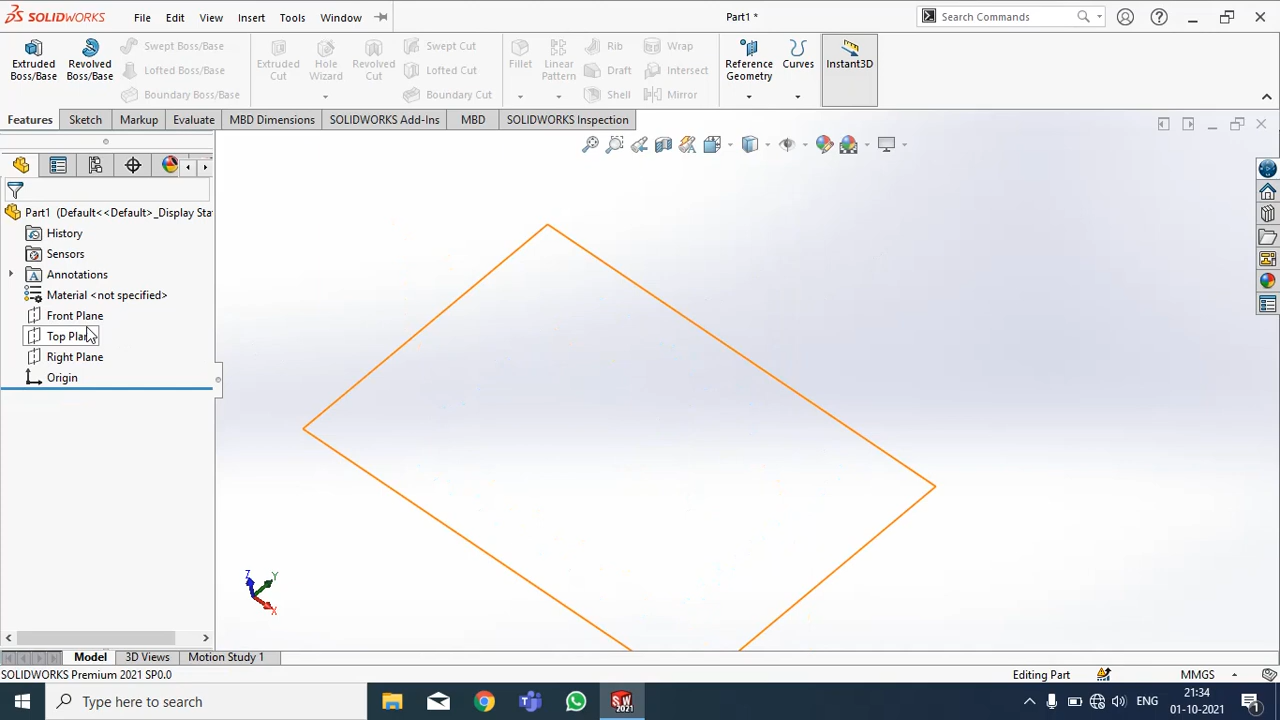 SOLIDWORKS File Edit View Insert Tools Window Part1 * Search Commands
Extruded Boss/Base
Revolved Boss/Base
Swept Boss/Base
Lofted Boss/Base
Boundary Boss/Base
Extruded Cut
Hole Wizard
Revolved Cut
Swept Cut
Lofted Cut
Boundary Cut
Fillet
Linear Pattern
Rib
Draft
Shell
Wrap
Intersect
Mirror
Reference Geometry
Curves
Instant3D
Features Sketch Markup Evaluate MBD Dimensions SOLIDWORKS Add-Ins MBD SOLIDWORKS Inspection
Part1 (Default<<Default>_Display Sta
History
Sensors
Annotations
Material <not specified>
Front Plane
Top Pla
Right Plane
Origin
Z
Y
X
Model 3D Views Motion Study 1
SOLIDWORKS Premium 2021 SP0.0 Editing Part MMGS
Type here to search
SW
2021
ENG
21:34
01-10-2021
1